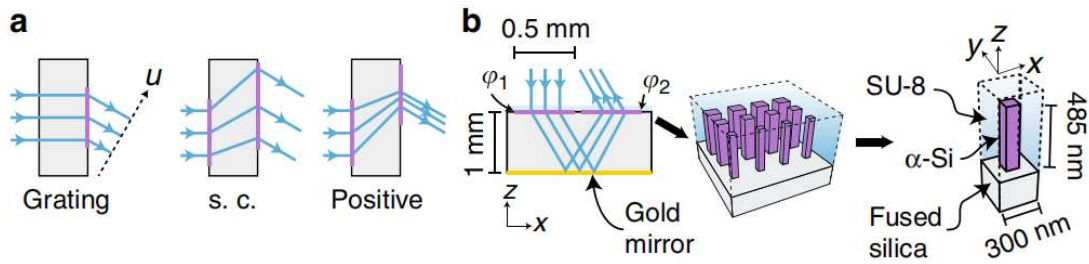 a
u
Grating
s. c.
Positive
b
0.5 mm
φ1
φ2
1 mm
z
x
Gold
mirror
z
y
x
SU-8
α-Si
Fused
silica
485 nm
300 nm